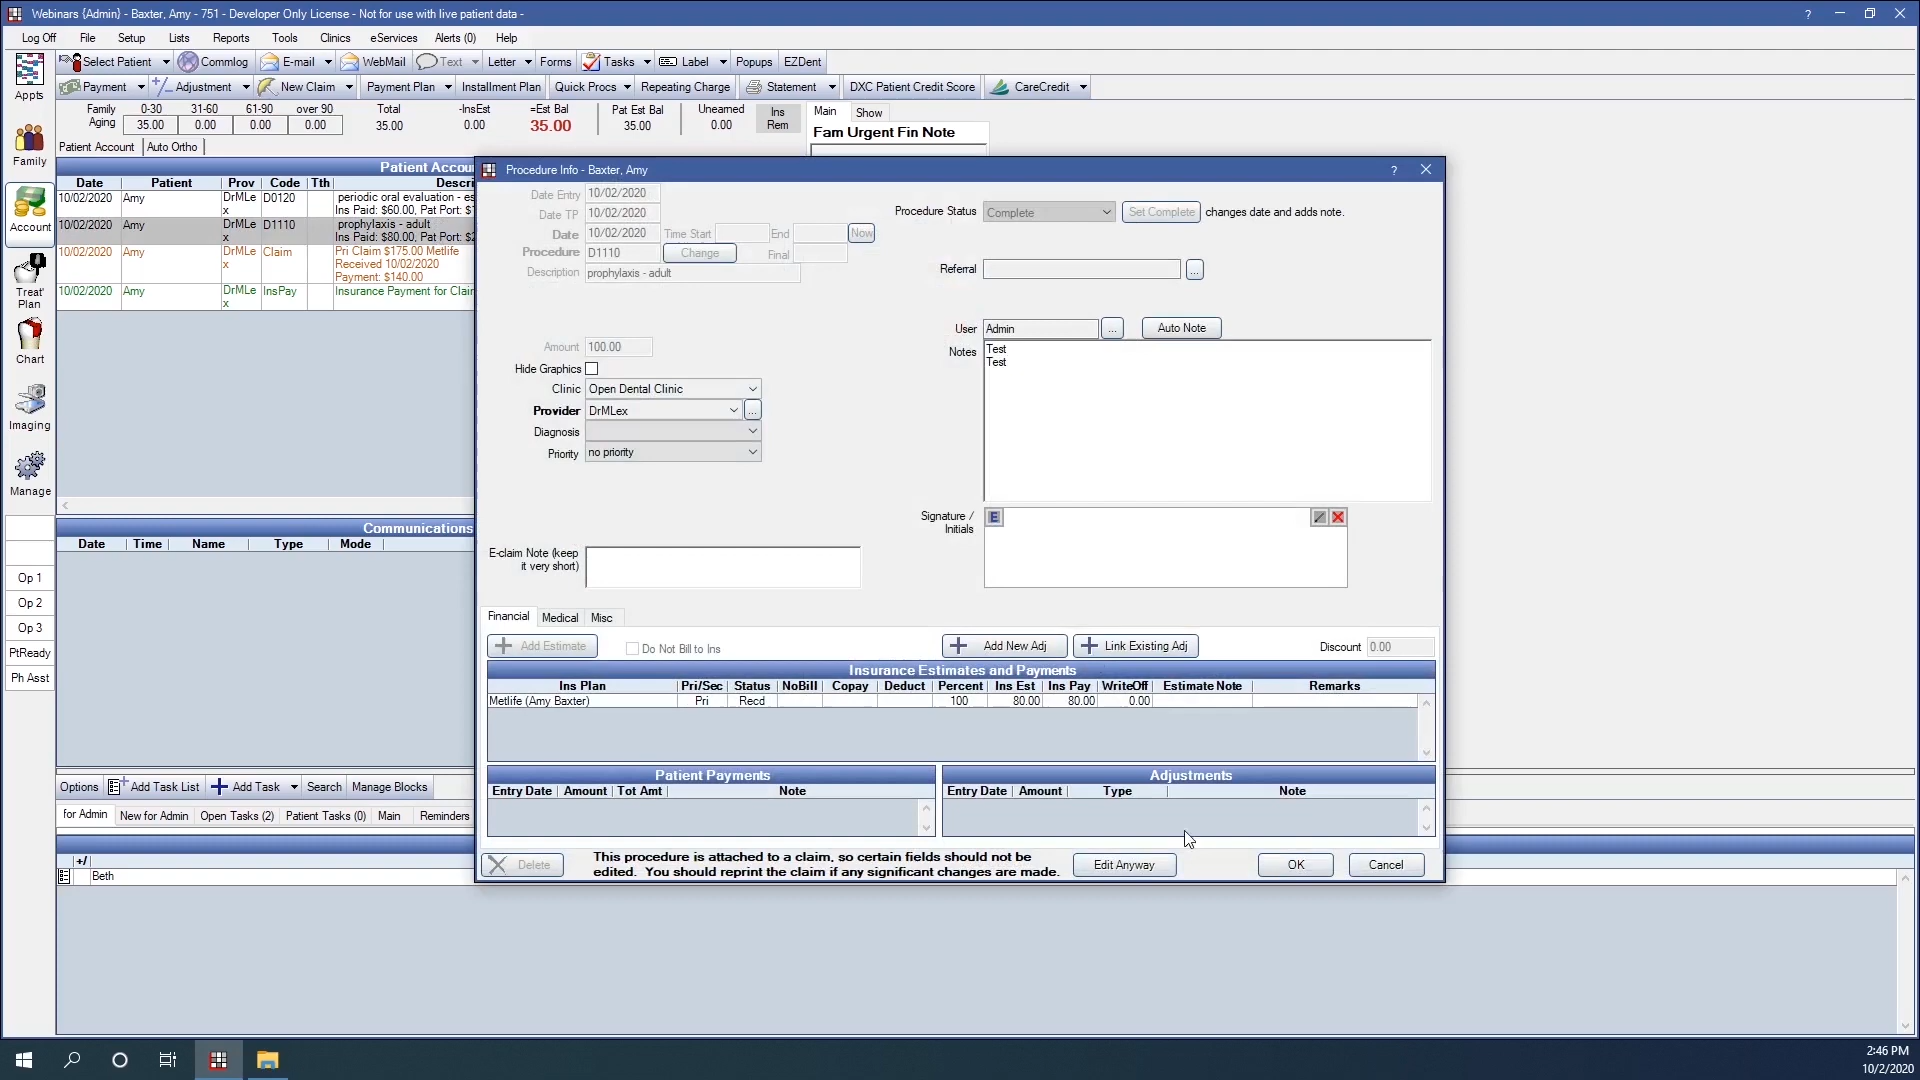 Webinars {Admin} - Baxter, Amy - 751 - Developer Only License - Not for use with live patient data -
Log Off File Setup Lists Reports Tools Clinics eServices Alerts (0) Help
Select Patient Commlog E-mail WebMail Text Letter Forms Tasks Label Popups EZDent
Payment Adjustment New Claim Payment Plan Installment Plan Quick Procs Repeating Charge Statement DXC Patient Credit Score CareCredit
Appts
Family
Account
Treat' Plan
Chart
Imaging
Manage
Op 1
Op 2
Op 3
PtReady
Ph Asst
Family Aging 0-30 31-60 61-90 over 90 Total -InsEst =Est Bal Pat Est Bal Unearned Ins Rem
35.00 0.00 0.00 0.00 35.00 0.00 35.00 35.00 0.00
Main Show
Fam Urgent Fin Note
Patient Account Auto Ortho
Patient Accou
Date Patient Prov Code Tth Descri
10/02/2020 Amy DrMLe x D0120 periodic oral evaluation - es
Ins Paid: $60.00, Pat Port: $
10/02/2020 Amy DrMLe x D1110 prophylaxis - adult
Ins Paid: $80.00, Pat Port: $2
10/02/2020 Amy DrMLe x Claim Pri Claim $175.00 Metlife
Received 10/02/2020
Payment: $140.00
10/02/2020 Amy DrMLe x InsPay Insurance Payment for Clai
Communications
Date Time Name Type Mode
Options Add Task List Add Task Search Manage Blocks
for Admin New for Admin Open Tasks (2) Patient Tasks (0) Main Reminders
+/
Beth
Procedure Info - Baxter, Amy ?
Date Entry 10/02/2020
Date TP 10/02/2020
Date 10/02/2020 Time Start End Now
Procedure D1110 Change Final
Description prophylaxis - adult
Procedure Status Complete Set Complete changes date and adds note.
Referral ...
User Admin ... Auto Note
Notes Test
Test
Amount 100.00
Hide Graphics
Clinic Open Dental Clinic
Provider DrMLex ...
Diagnosis
Priority no priority
Signature / Initials E
E-claim Note (keep it very short)
Financial Medical Misc
Add Estimate Do Not Bill to Ins Add New Adj Link Existing Adj Discount 0.00
Insurance Estimates and Payments
Ins Plan Pri/Sec Status NoBill Copay Deduct Percent Ins Est Ins Pay WriteOff Estimate Note Remarks
Metlife (Amy Baxter) Pri Recd 100 80.00 80.00 0.00
Patient Payments Adjustments
Entry Date Amount Tot Amt Note Entry Date Amount Type Note
Delete This procedure is attached to a claim, so certain fields should not be
edited. You should reprint the claim if any significant changes are made. Edit Anyway OK Cancel
2:46 PM
10/2/2020